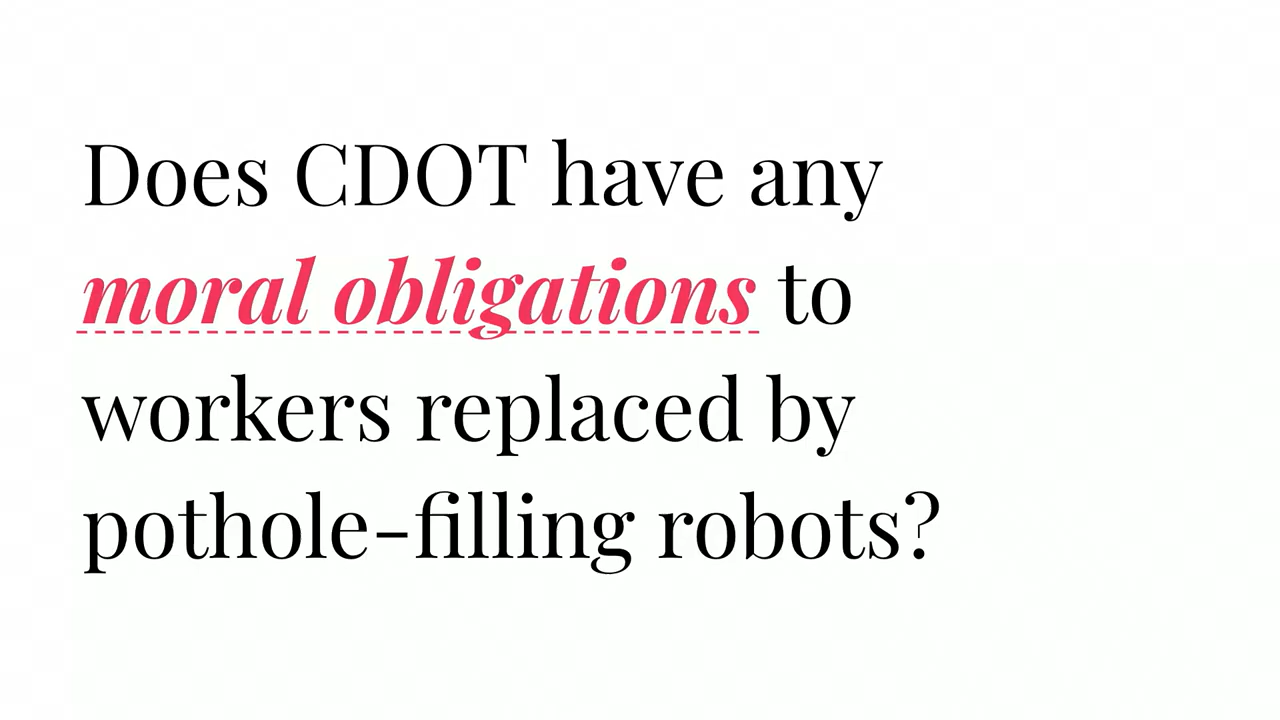 Does CDOT have any
moral obligations to
workers replaced by
pothole-filling robots?